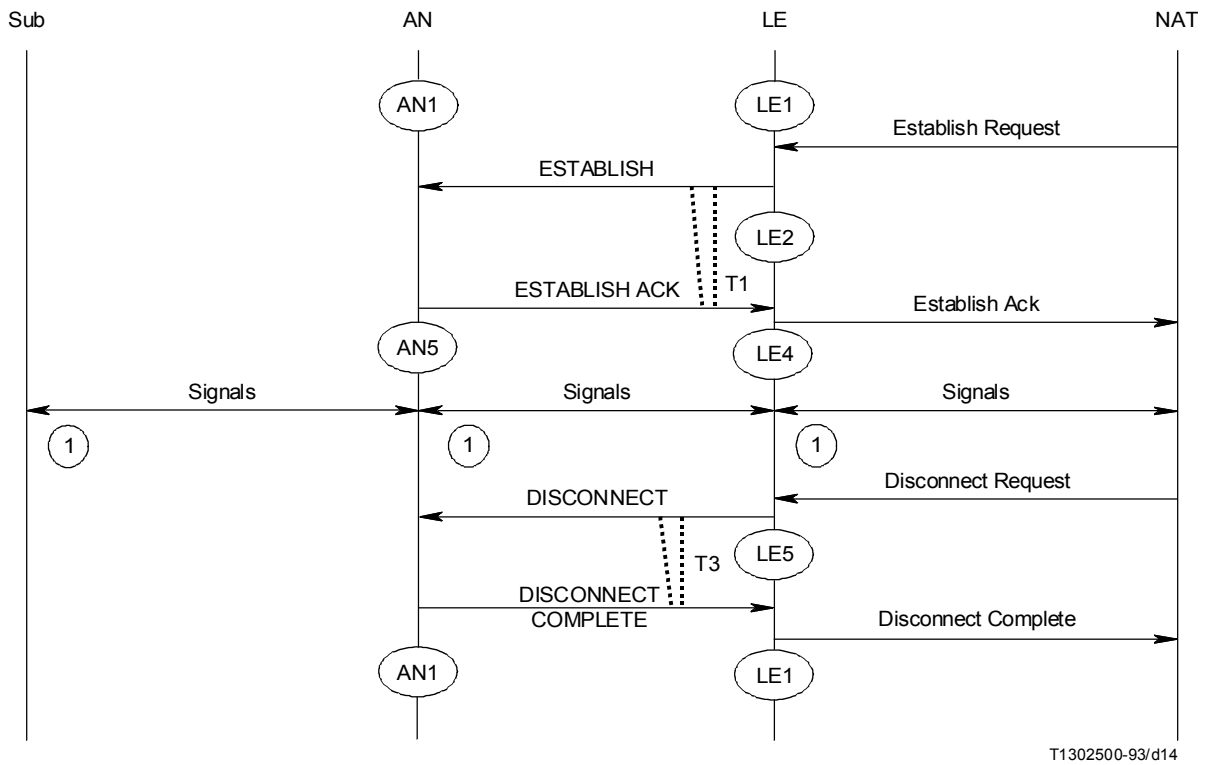 Sub AN LE NAT
AN1 LE1
Establish Request
ESTABLISH
LE2
T1
ESTABLISH ACK
Establish Ack
AN5 LE4
Signals Signals Signals
1 1 1
Disconnect Request
DISCONNECT
LE5
T3
DISCONNECT
COMPLETE
Disconnect Complete
AN1 LE1
T1302500-93/d14